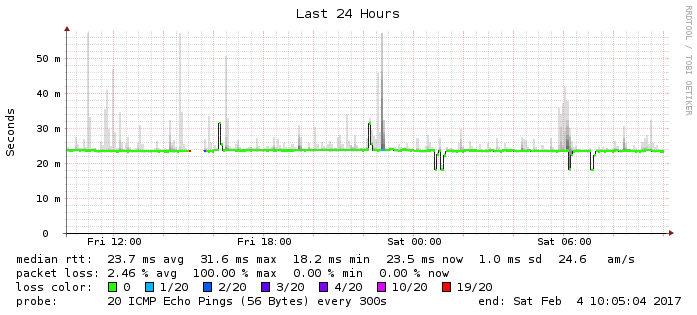 Last 24 Hours
RRDTOOL / TOBI OETIKER
Seconds
50 m
40 m
30 m
20 m
10 m
0
Fri 12:00 Fri 18:00 Sat 00:00 Sat 06:00
median rtt: 23.7 ms avg 31.6 ms max 18.2 ms min 23.5 ms now 1.0 ms sd 24.6 am/s
packet loss: 2.46 % avg 100.00 % max 0.00 % min 0.00 % now
loss color: 0 1/20 2/20 3/20 4/20 10/20 19/20
probe: 20 ICMP Echo Pings (56 Bytes) every 300s end: Sat Feb 4 10:05:04 2017